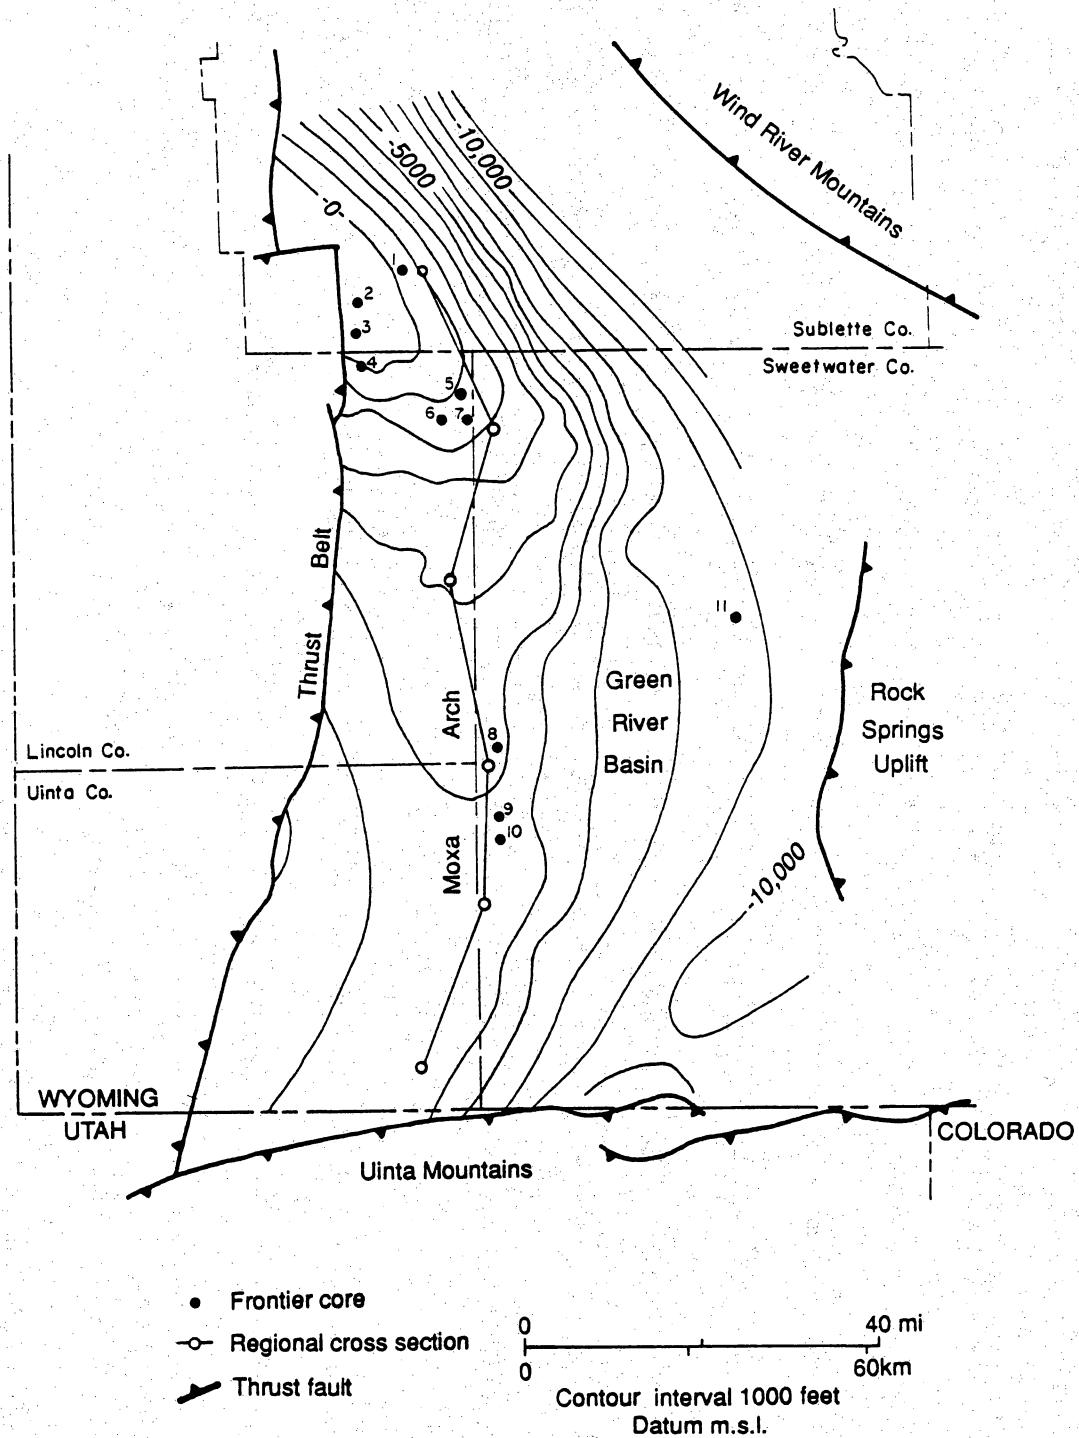 Wind River Mountains
-10,000
-5000
-0-
1
2
3
Sublette Co.
Sweetwater Co.
4
5
6
7
Thrust Belt
11
Green
River
Basin
Rock
Springs
Uplift
Moxa Arch
8
Lincoln Co.
Uinta Co.
9
10
-10,000
WYOMING
UTAH
COLORADO
Uinta Mountains
Frontier core
Regional cross section
Thrust fault
0
40 mi
0
60km
Contour interval 1000 feet
Datum m.s.l.